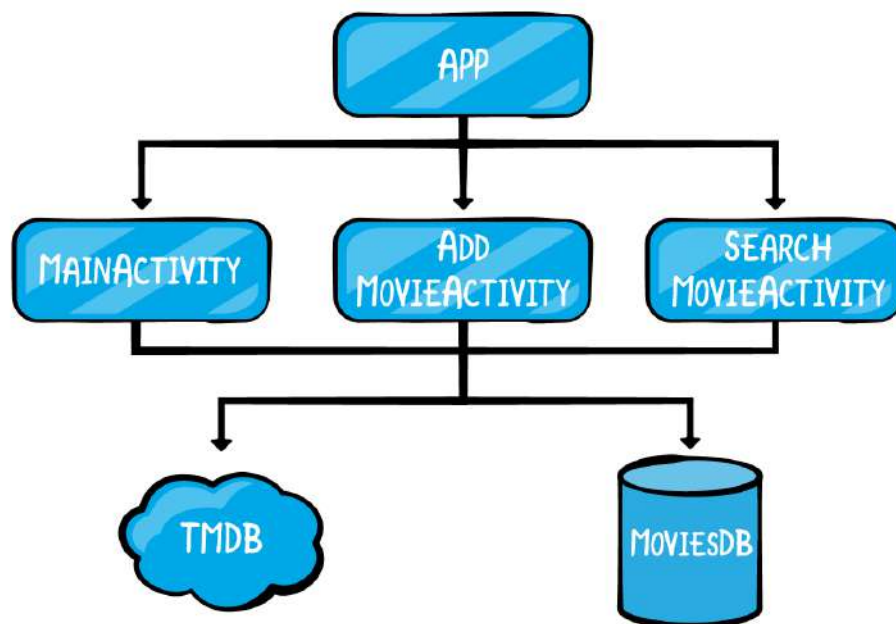 APP
MAINACTIVITY
ADD
MOVIEACTIVITY
SEARCH
MOVIEACTIVITY
TMDB
MOVIESDB